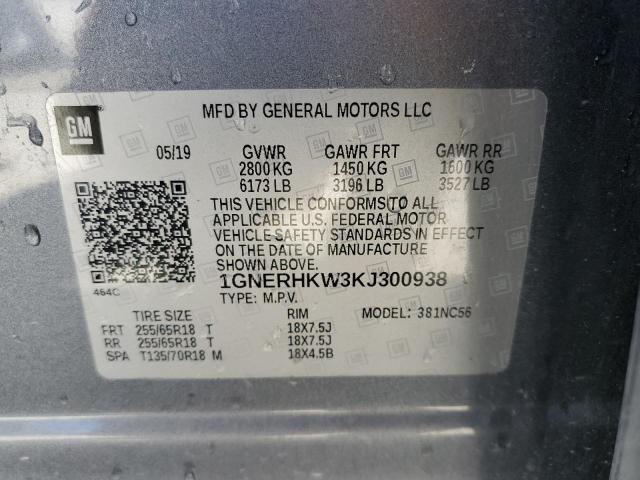 GM
MFD BY GENERAL MOTORS LLC
05/19 GVWR GAWR FRT GAWR RR
2800 KG 1450 KG 1600 KG
6173 LB 3196 LB 3527 LB
THIS VEHICLE CONFORMS TO ALL
APPLICABLE U.S. FEDERAL MOTOR
VEHICLE SAFETY STANDARDS IN EFFECT
ON THE DATE OF MANUFACTURE
SHOWN ABOVE.
464C 1GNERHKW3KJ300938
TYPE: M.P.V. MODEL: 381NC56
TIRE SIZE RIM
FRT 255/65R18 T 18X7.5J
RR 255/65R18 T 18X7.5J
SPA T135/70R18 M 18X4.5B